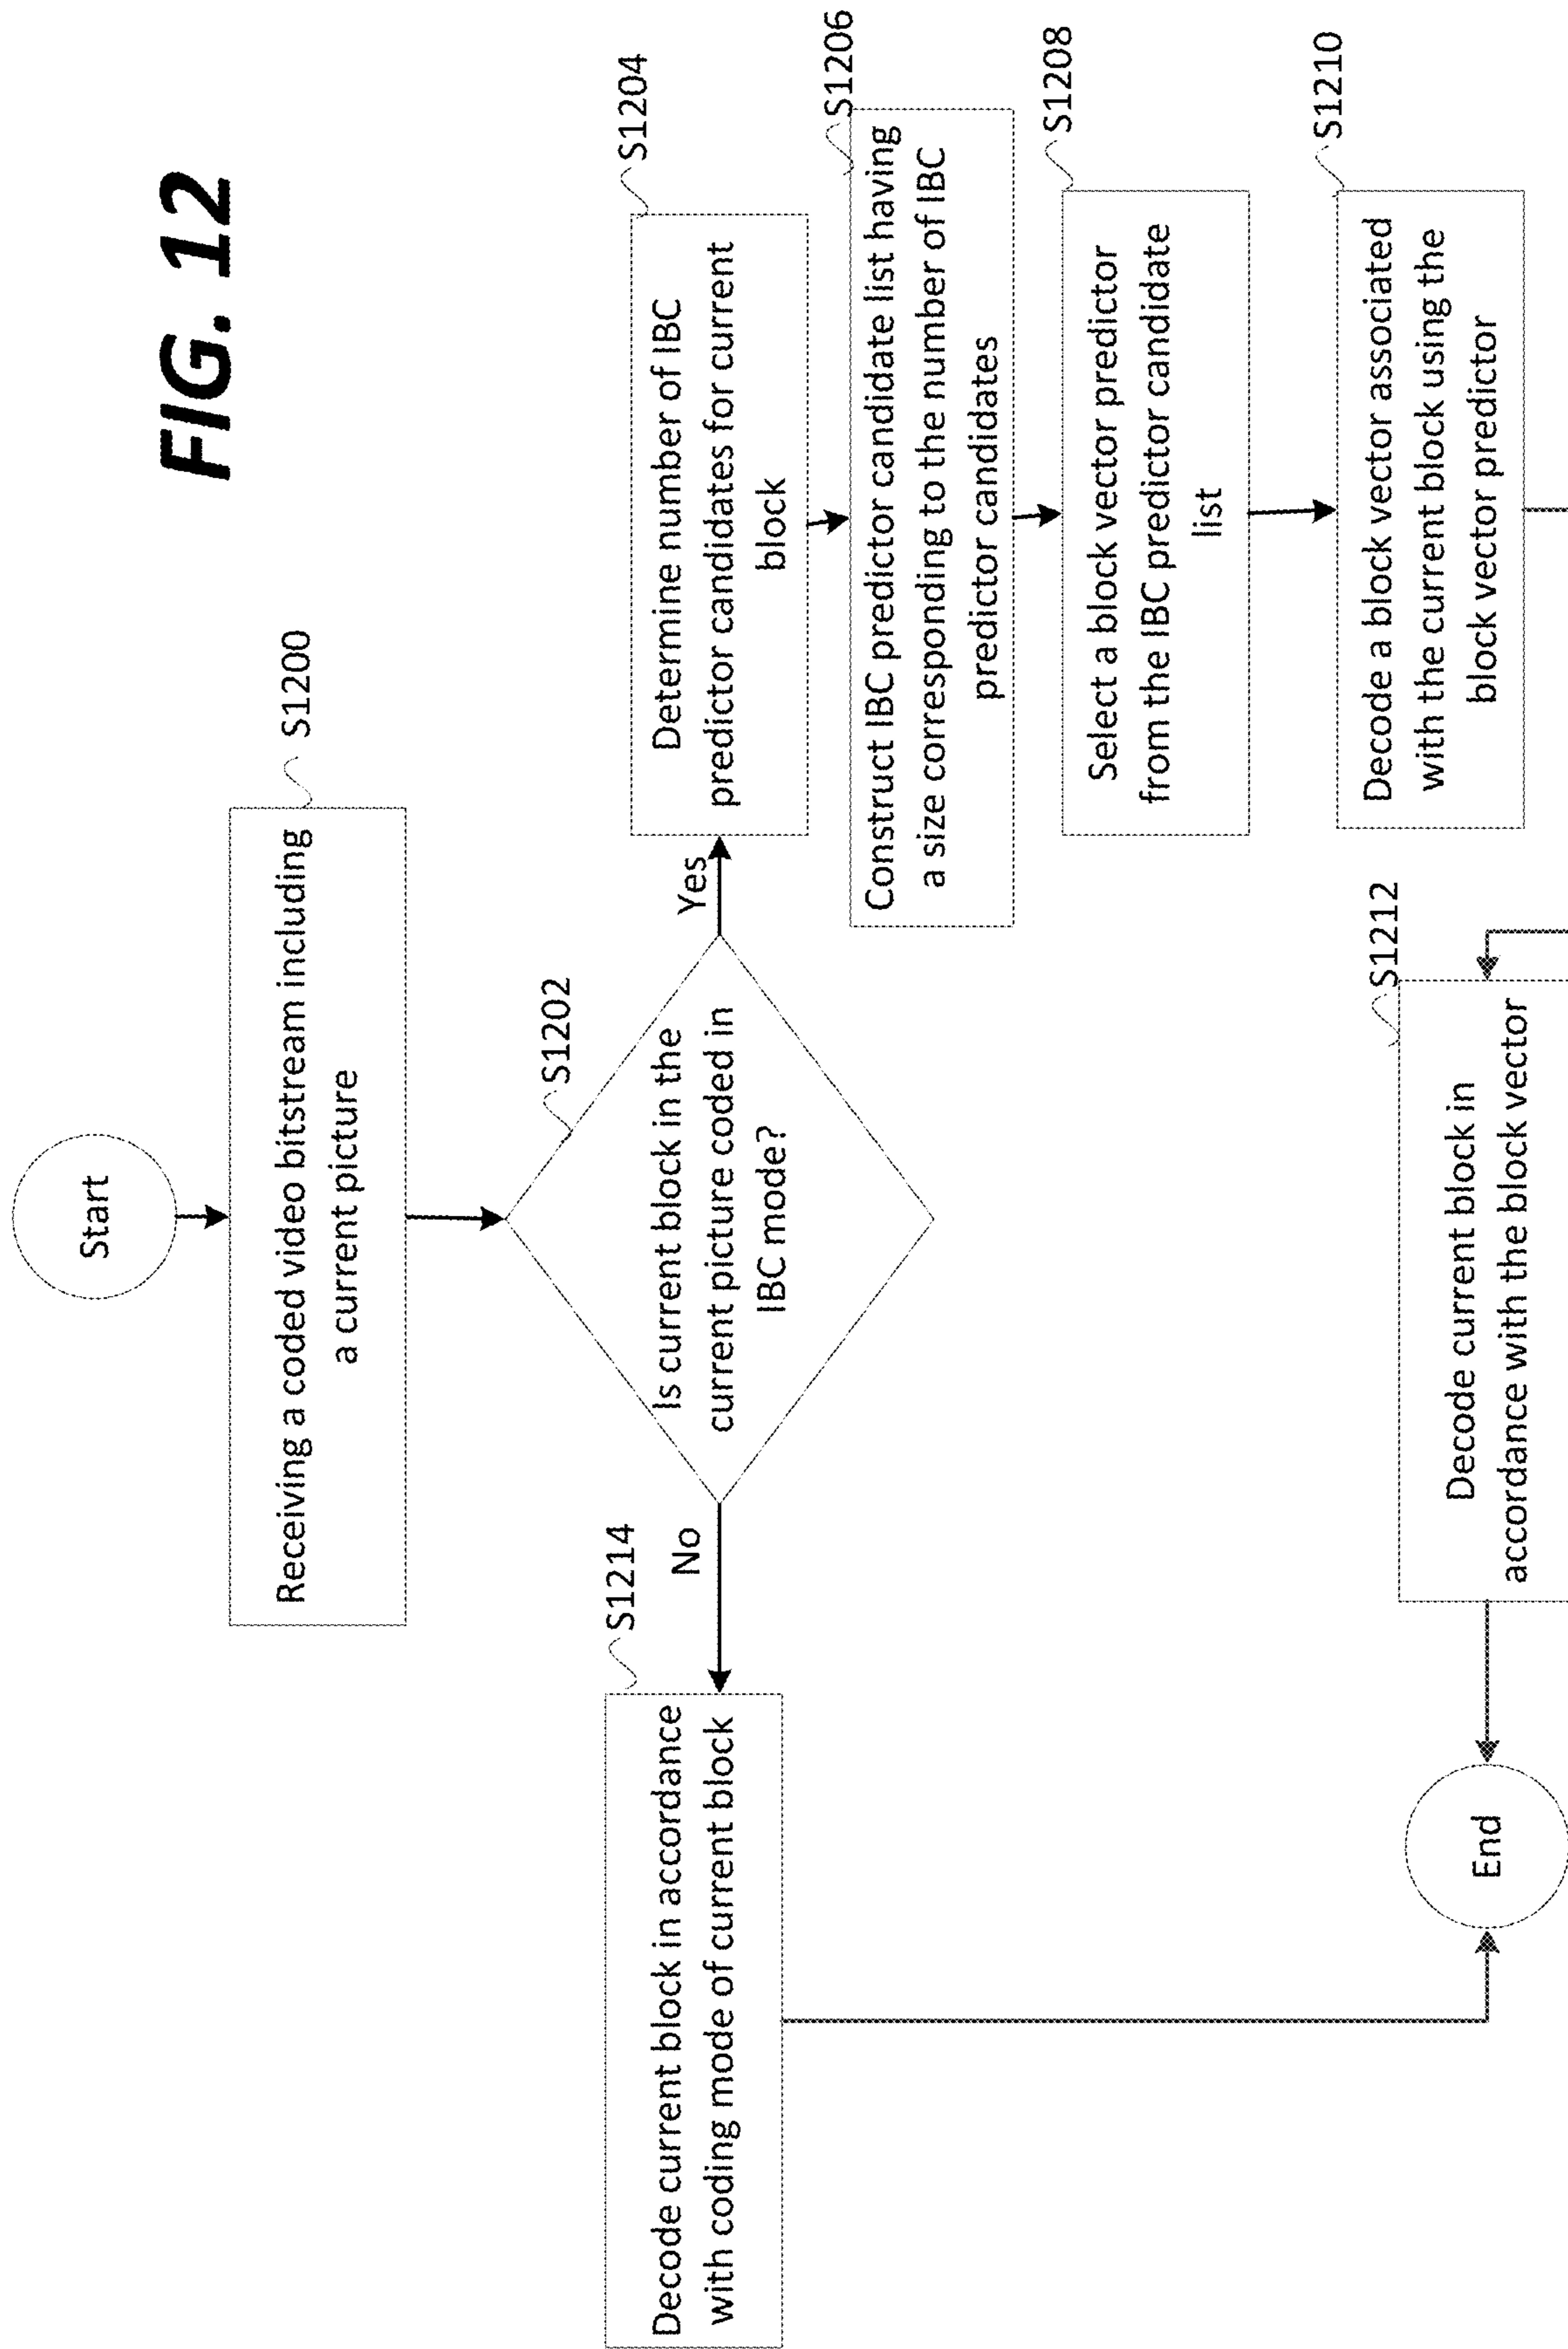 FIG. 12
Start
S1200
Receiving a coded video bitstream including
a current picture
S1202
Is current block in the
current picture coded in
IBC mode?
Yes
No
S1204
Determine number of IBC
predictor candidates for current
block
S1206
Construct IBC predictor candidate list having
a size corresponding to the number of IBC
predictor candidates
S1208
Select a block vector predictor
from the IBC predictor candidate
list
S1210
Decode a block vector associated
with the current block using the
block vector predictor
S1212
Decode current block in
accordance with the block vector
S1214
Decode current block in accordance
with coding mode of current block
End